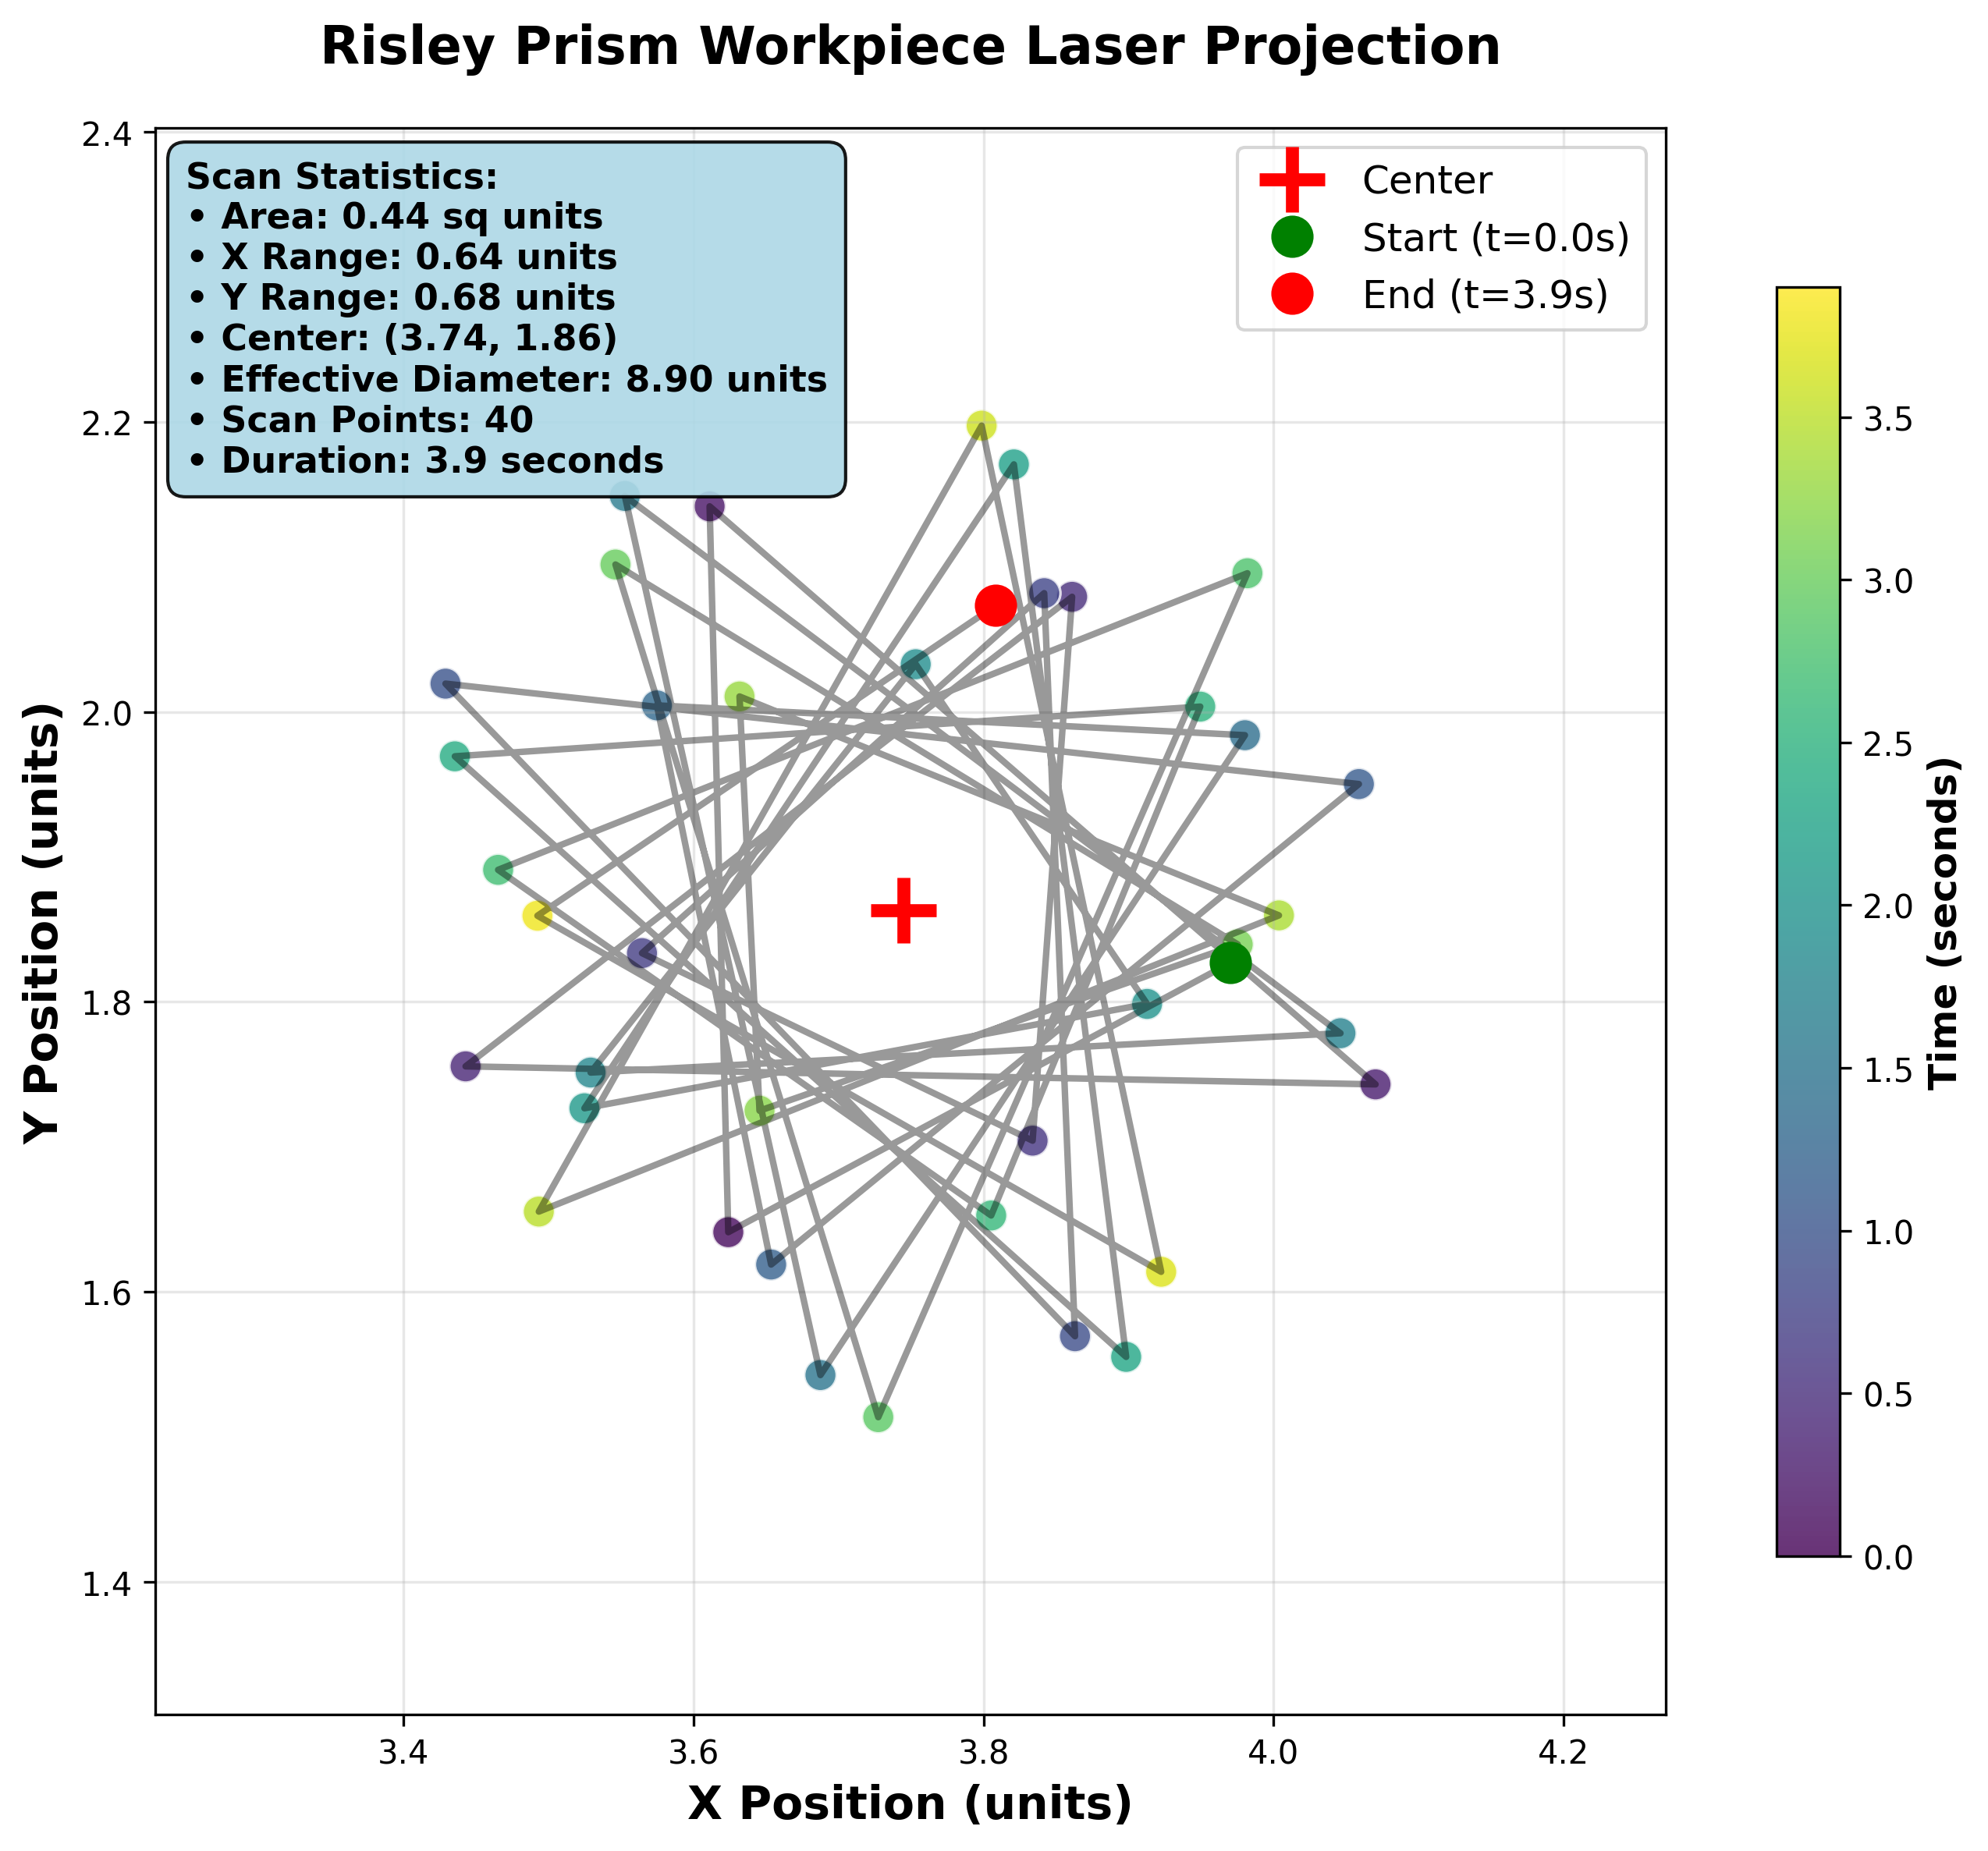 Risley Prism Workpiece Laser Projection
Scan Statistics:
• Area: 0.44 sq units
• X Range: 0.64 units
• Y Range: 0.68 units
• Center: (3.74, 1.86)
• Effective Diameter: 8.90 units
• Scan Points: 40
• Duration: 3.9 seconds
Center
Start (t=0.0s)
End (t=3.9s)
Y Position (units)
2.4
2.2
2.0
1.8
1.6
1.4
3.4
3.6
3.8
4.0
4.2
X Position (units)
3.5
3.0
2.5
2.0
1.5
1.0
0.5
0.0
Time (seconds)